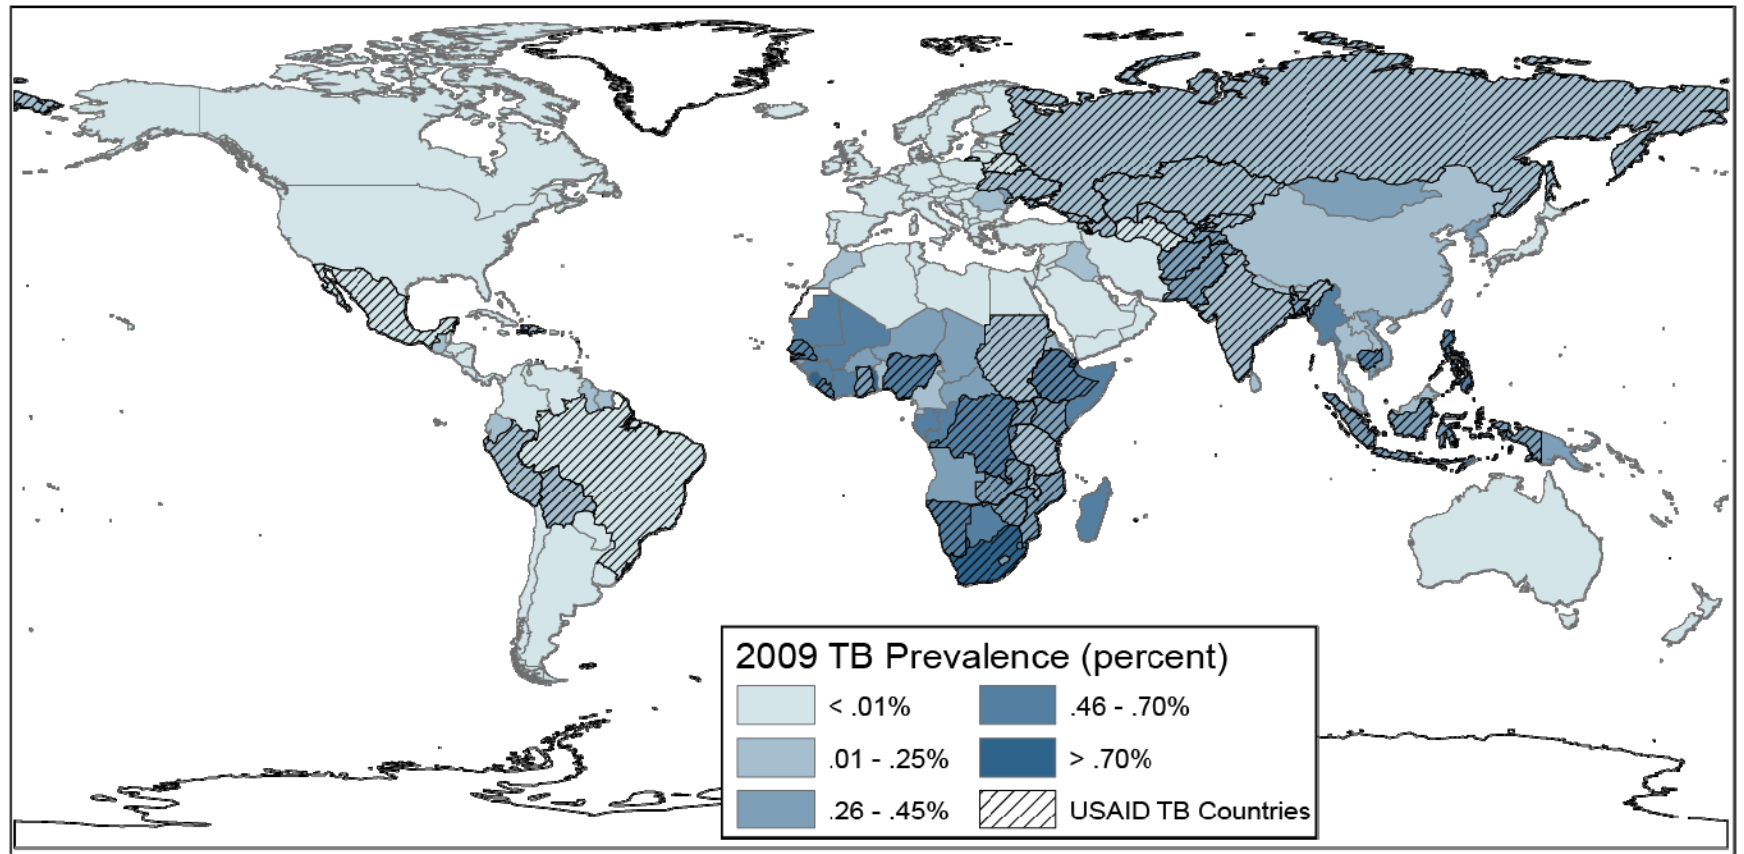 2009 TB Prevalence (percent)
< .01%
.01 - .25%
.26 - .45%
.46 - .70%
> .70%
USAID TB Countries